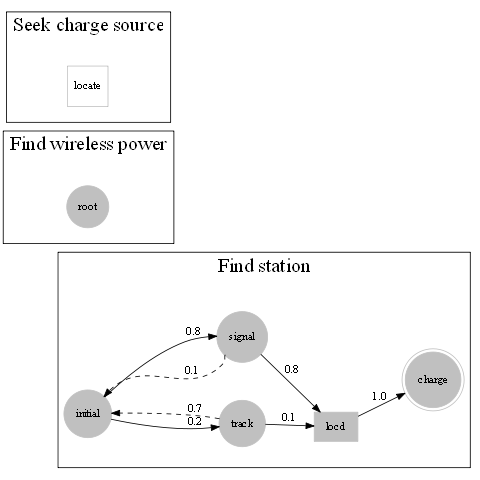 Seek charge source
locate
Find wireless power
root
Find station
0.8
signal
0.1
0.8
charge
1.0
initial
0.7
0.2
track
0.1
locd